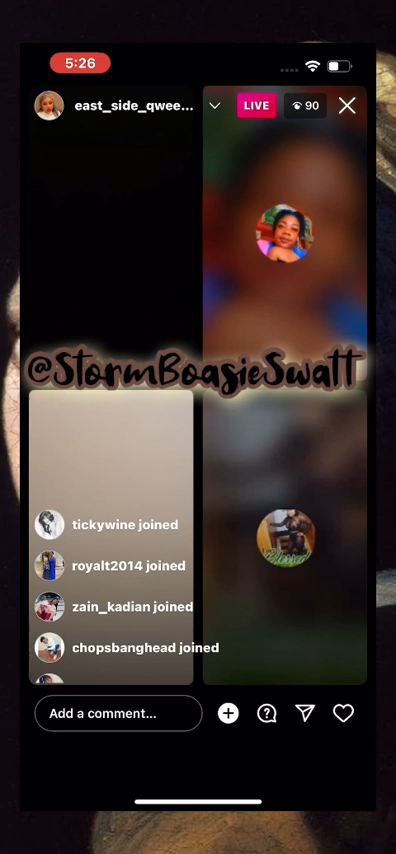 5:26
east_side_qwee...
LIVE
90
@StormBoasieSwatt
tickywine joined
royalt2014 joined
zain_kadian joined
chopsbanghead joined
Add a comment...